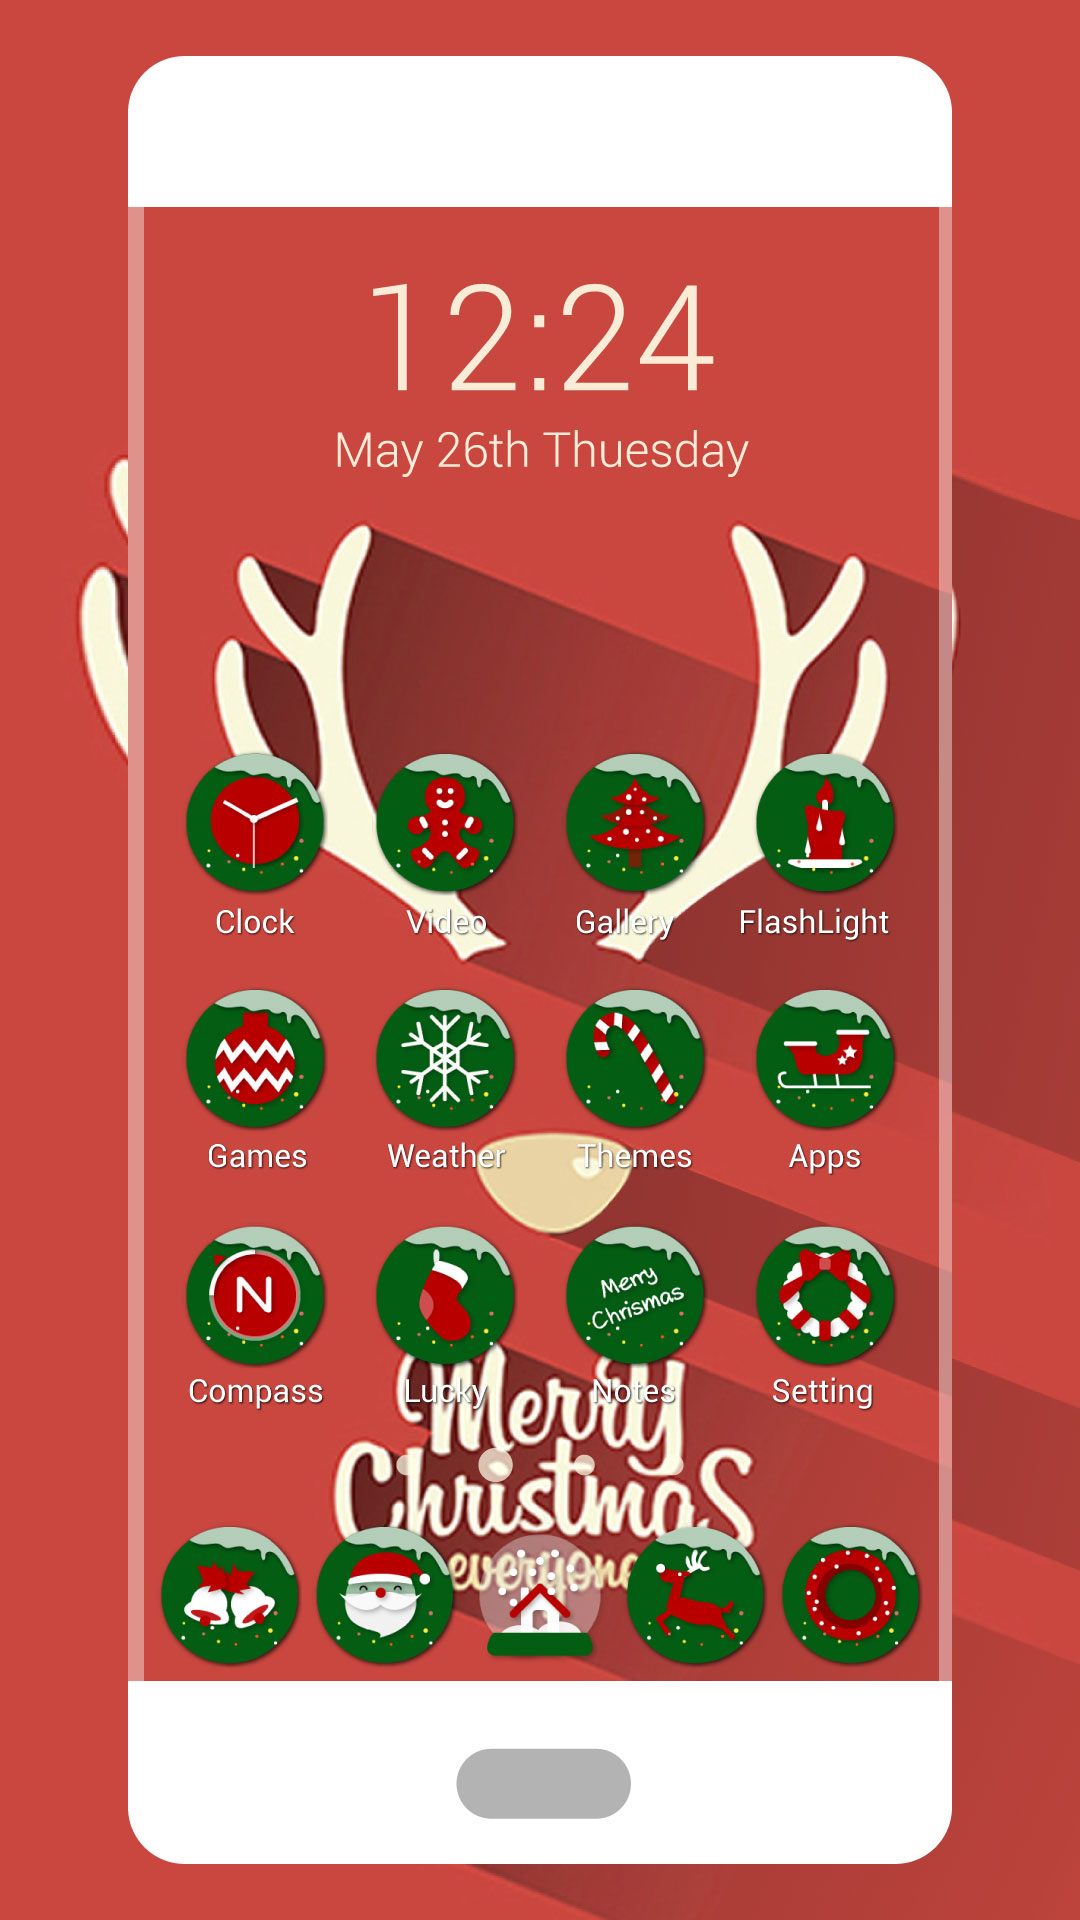 12:24
May 26th Thuesday
Clock Video Gallery FlashLight
Games Weather Themes Apps
N
Merry
Chrismas
Compass Lucky Notes Setting
Merry
Christmas
everyone